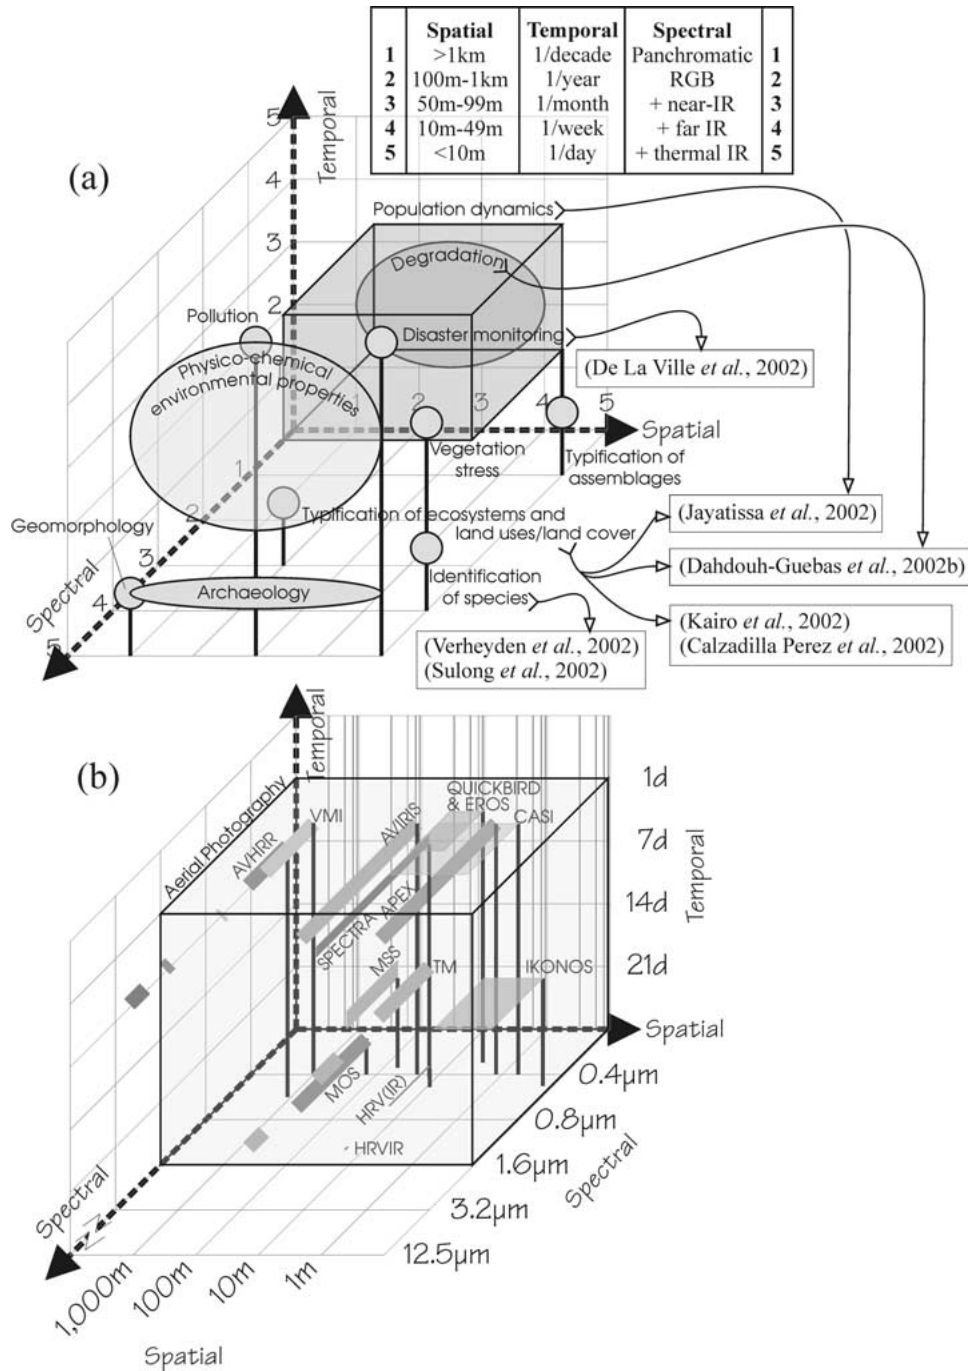 Spatial Temporal Spectral
1 >1km 1/decade Panchromatic 1
2 100m-1km 1/year RGB 2
3 50m-99m 1/month + near-IR 3
4 10m-49m 1/week + far IR 4
5 <10m 1/day + thermal IR 5
(a)
Temporal
5
4
3
2
Population dynamics
Degradation
Pollution
Disaster monitoring
Physico-chemical
environmental properties
(De La Ville et al., 2002)
1 2 3 4 5
Spatial
Vegetation
stress
Typification of
assemblages
1
2
3
4
5
Spectral
Geomorphology
Typification of ecosystems and
land uses/land cover
(Jayatissa et al., 2002)
Archaeology
Identification
of species
(Dahdouh-Guebas et al., 2002b)
(Kairo et al., 2002)
(Calzadilla Perez et al., 2002)
(Verheyden et al., 2002)
(Sulong et al., 2002)
(b)
Temporal
1d
7d
14d
21d
Temporal
Aerial Photography
AVHRR
VMI
AVIRIS
QUICKBIRD
& EROS
CASI
SPECTRA
APEX
MSS
TM
IKONOS
Spatial
MOS
HRV(IR)
HRVIR
0.4µm
0.8µm
1.6µm
3.2µm
12.5µm
Spectral
Spectral
1,000m
100m
10m
1m
Spatial